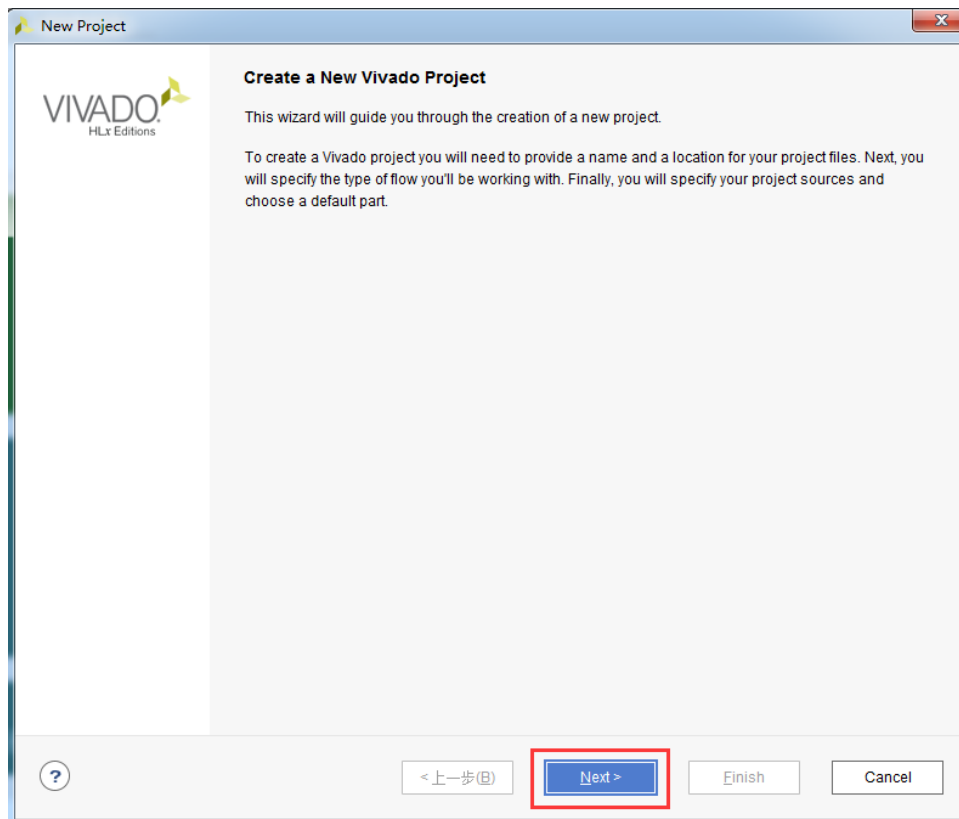 New Project
VIVADO.
HLx Editions
Create a New Vivado Project
This wizard will guide you through the creation of a new project.
To create a Vivado project you will need to provide a name and a location for your project files. Next, you
will specify the type of flow you'll be working with. Finally, you will specify your project sources and
choose a default part.
?
<上一步(B) Next > Finish Cancel